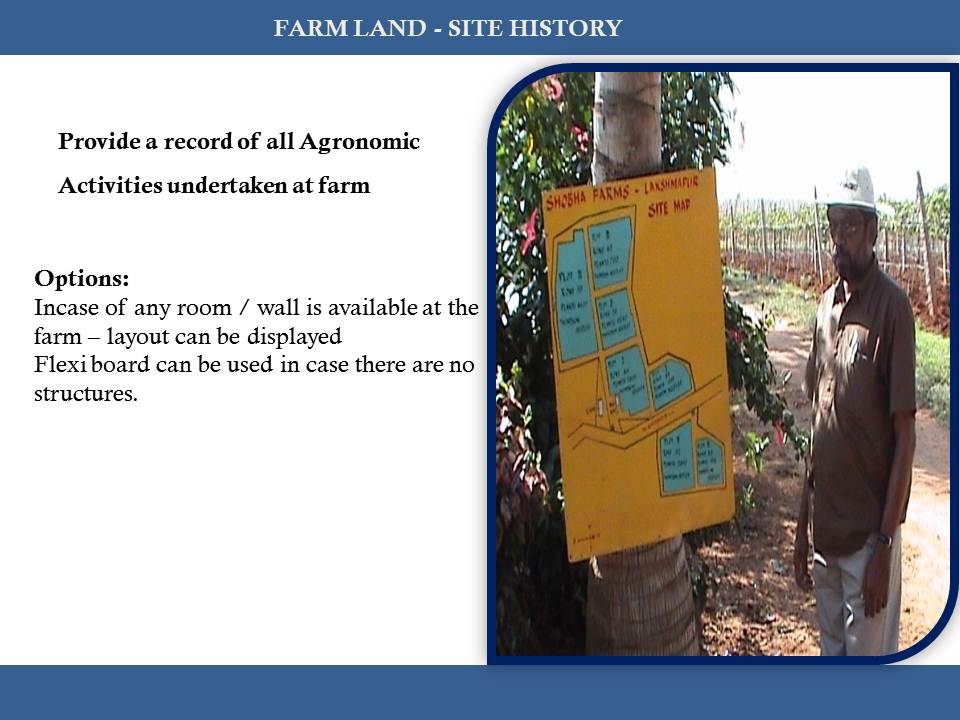 FARM LAND - SITE HISTORY
Provide a record of all Agronomic
Activities undertaken at farm
Options:
Incase of any room / wall is available at the
farm – layout can be displayed
Flexi board can be used in case there are no
structures.
SHOBHA FARMS - LAKSHMIPUR
SITE MAP